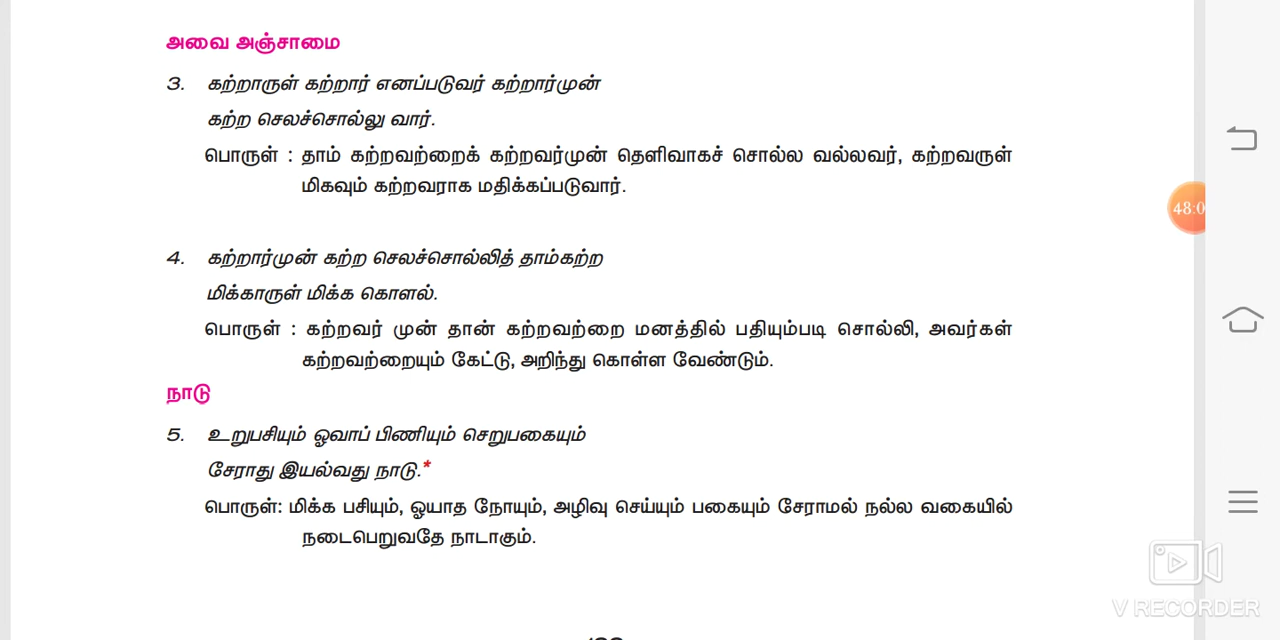 அவை அஞ்சாமை
3. கற்றாருள் கற்றார் எனப்படுவர் கற்றார்முன்
கற்ற செலச்சொல்லு வார்.
பொருள் : தாம் கற்றவற்றைக் கற்றவர்முன் தெளிவாகச் சொல்ல வல்லவர், கற்றவருள்
மிகவும் கற்றவராக மதிக்கப்படுவார்.
48:0
4. கற்றார்முன் கற்ற செலச்சொல்லித் தாம்கற்ற
மிக்காருள் மிக்க கொளல்.
பொருள் : கற்றவர் முன் தான் கற்றவற்றை மனத்தில் பதியும்படி சொல்லி, அவர்கள்
கற்றவற்றையும் கேட்டு, அறிந்து கொள்ள வேண்டும்.
நாடு
5. உறுபசியும் ஓவாப் பிணியும் செறுபகையும்
சேராது இயல்வது நாடு.*
பொருள்: மிக்க பசியும், ஓயாத நோயும், அழிவு செய்யும் பகையும் சேராமல் நல்ல வகையில்
நடைபெறுவதே நாடாகும்.
V RECORDER